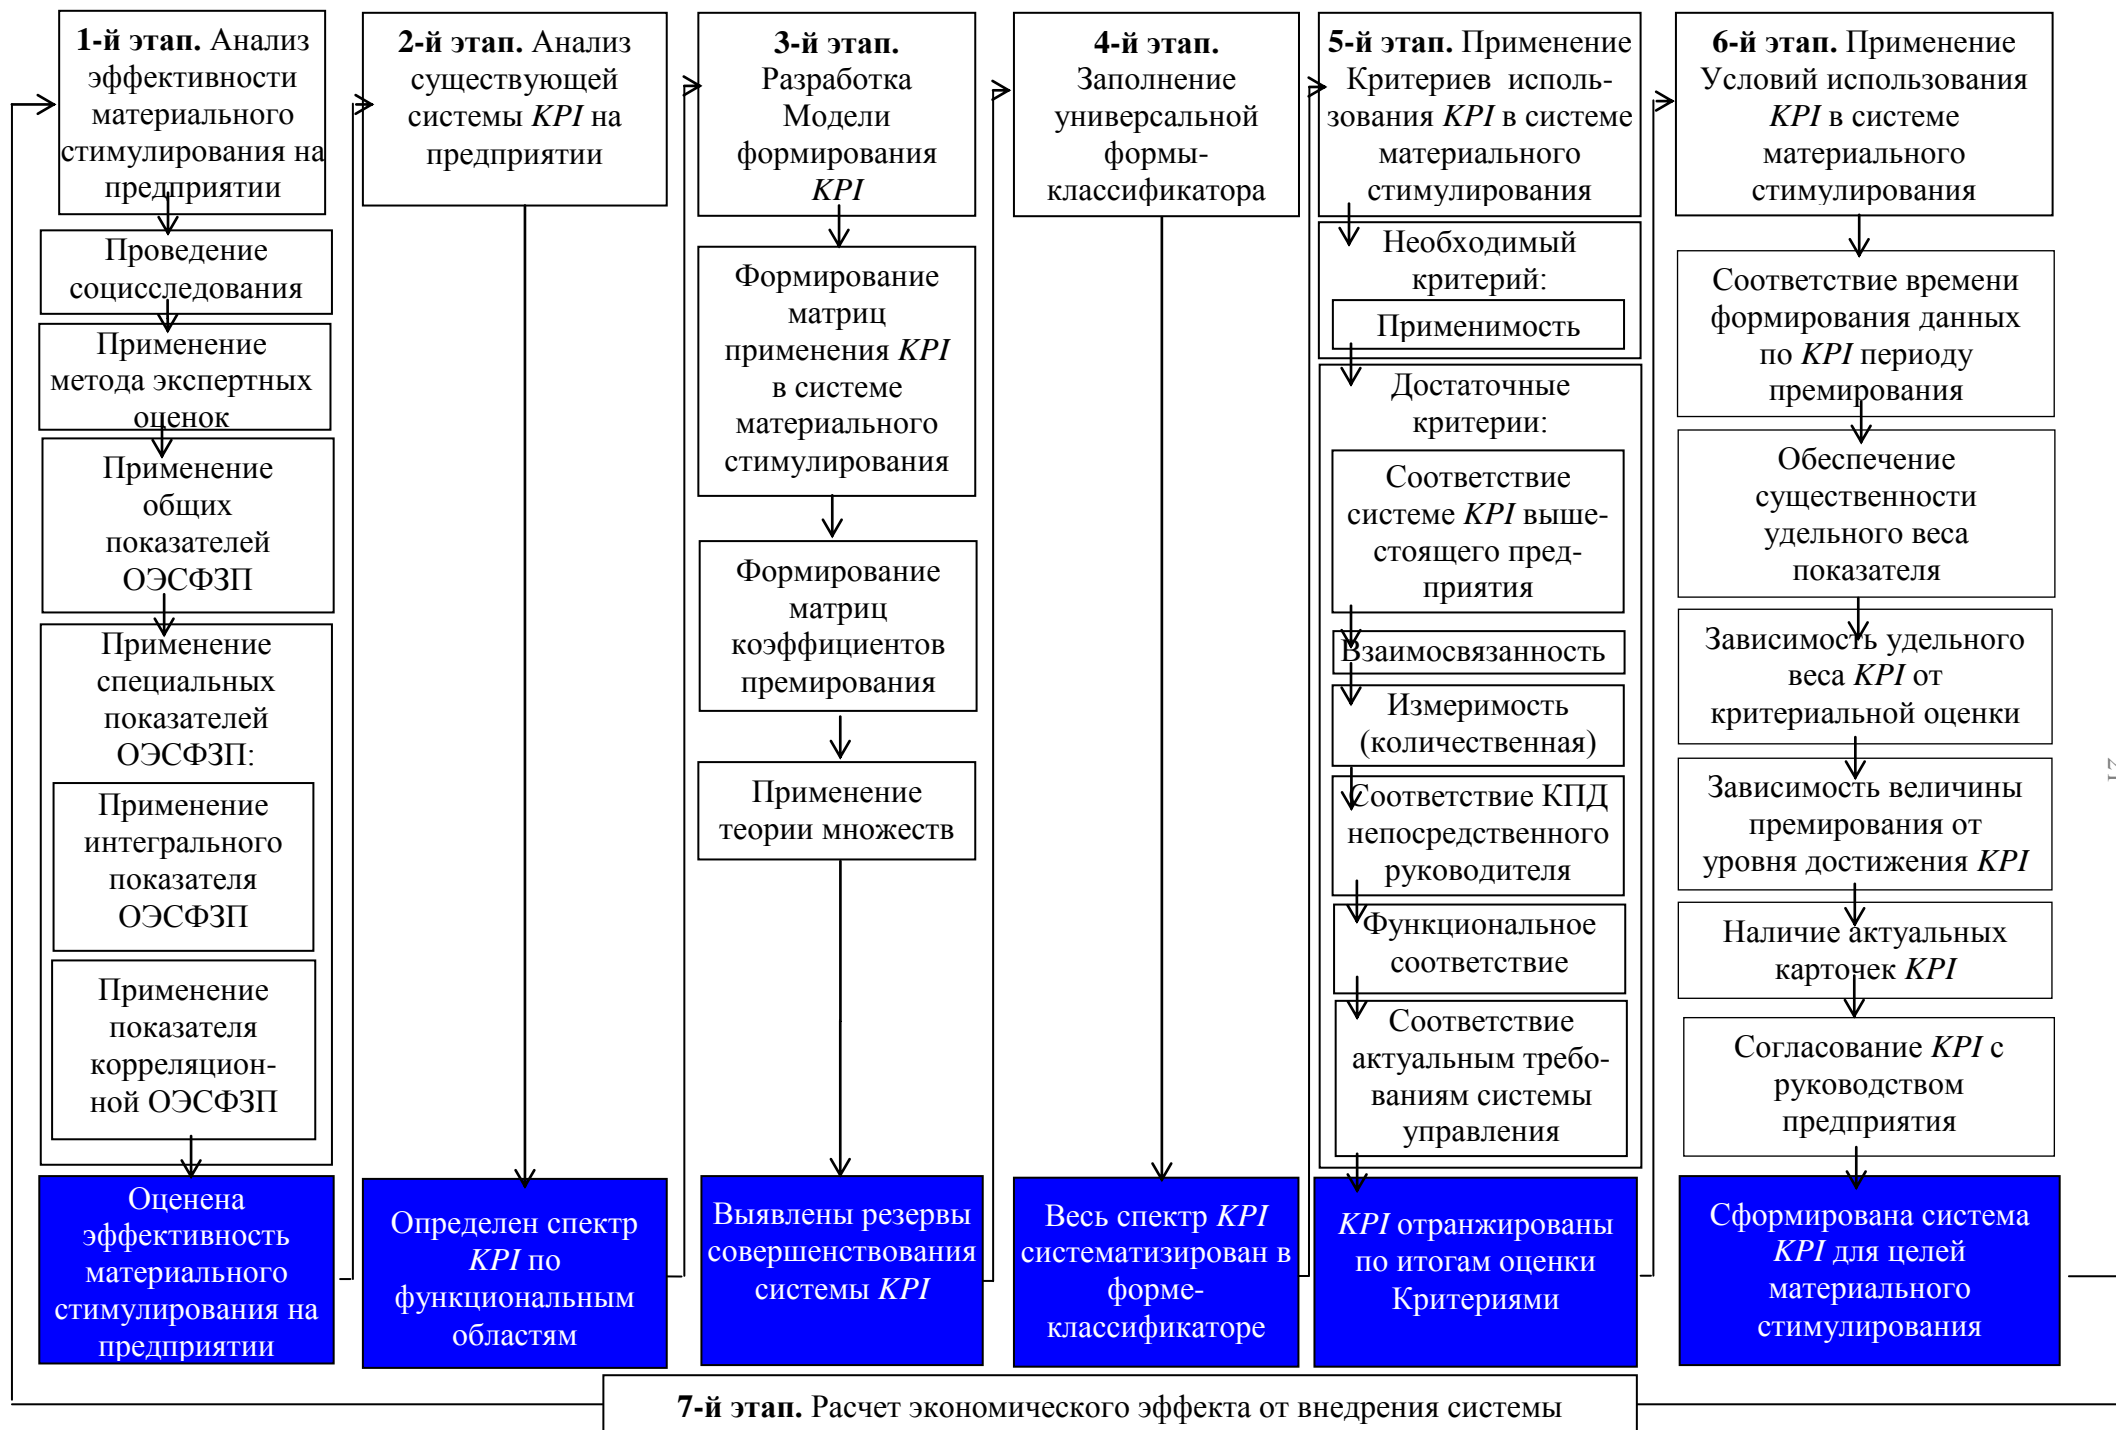 1-й этап. Анализ
эффективности
материального
стимулирования на
предприятии
Проведение
социсследования
Применение
метода экспертных
оценок
Применение
общих
показателей
ОЭСФЗП
Применение
специальных
показателей
ОЭСФЗП:
Применение
интегрального
показателя
ОЭСФЗП
Применение
показателя
корреляцион-
ной ОЭСФЗП
Оценена
эффективность
материального
стимулирования на
предприятии
2-й этап. Анализ
существующей
системы KPI на
предприятии
Определен спектр
KPI по
функциональным
областям
3-й этап.
Разработка
Модели
формирования
KPI
Формирование
матриц
применения KPI
в системе
материального
стимулирования
Формирование
матриц
коэффициентов
премирования
Применение
теории множеств
Выявлены резервы
совершенствования
системы KPI
4-й этап.
Заполнение
универсальной
формы-
классификатора
Весь спектр KPI
систематизирован в
форме-
классификаторе
5-й этап. Применение
Критериев исполь-
зования KPI в системе
материального
стимулирования
Необходимый
критерий:
Применимость
Достаточные
критерии:
Соответствие
системе KPI выше-
стоящего пред-
приятия
Взаимосвязанность
Измеримость
(количественная)
Соответствие КПД
непосредственного
руководителя
Функциональное
соответствие
Соответствие
актуальным требо-
ваниям системы
управления
KPI отранжированы
по итогам оценки
Критериями
6-й этап. Применение
Условий использования
KPI в системе
материального
стимулирования
Соответствие времени
формирования данных
по KPI периоду
премирования
Обеспечение
существенности
удельного веса
показателя
Зависимость удельного
веса KPI от
критериальной оценки
Зависимость величины
премирования от
уровня достижения KPI
Наличие актуальных
карточек KPI
Согласование KPI с
руководством
предприятия
Сформирована система
KPI для целей
материального
стимулирования
7-й этап. Расчет экономического эффекта от внедрения системы